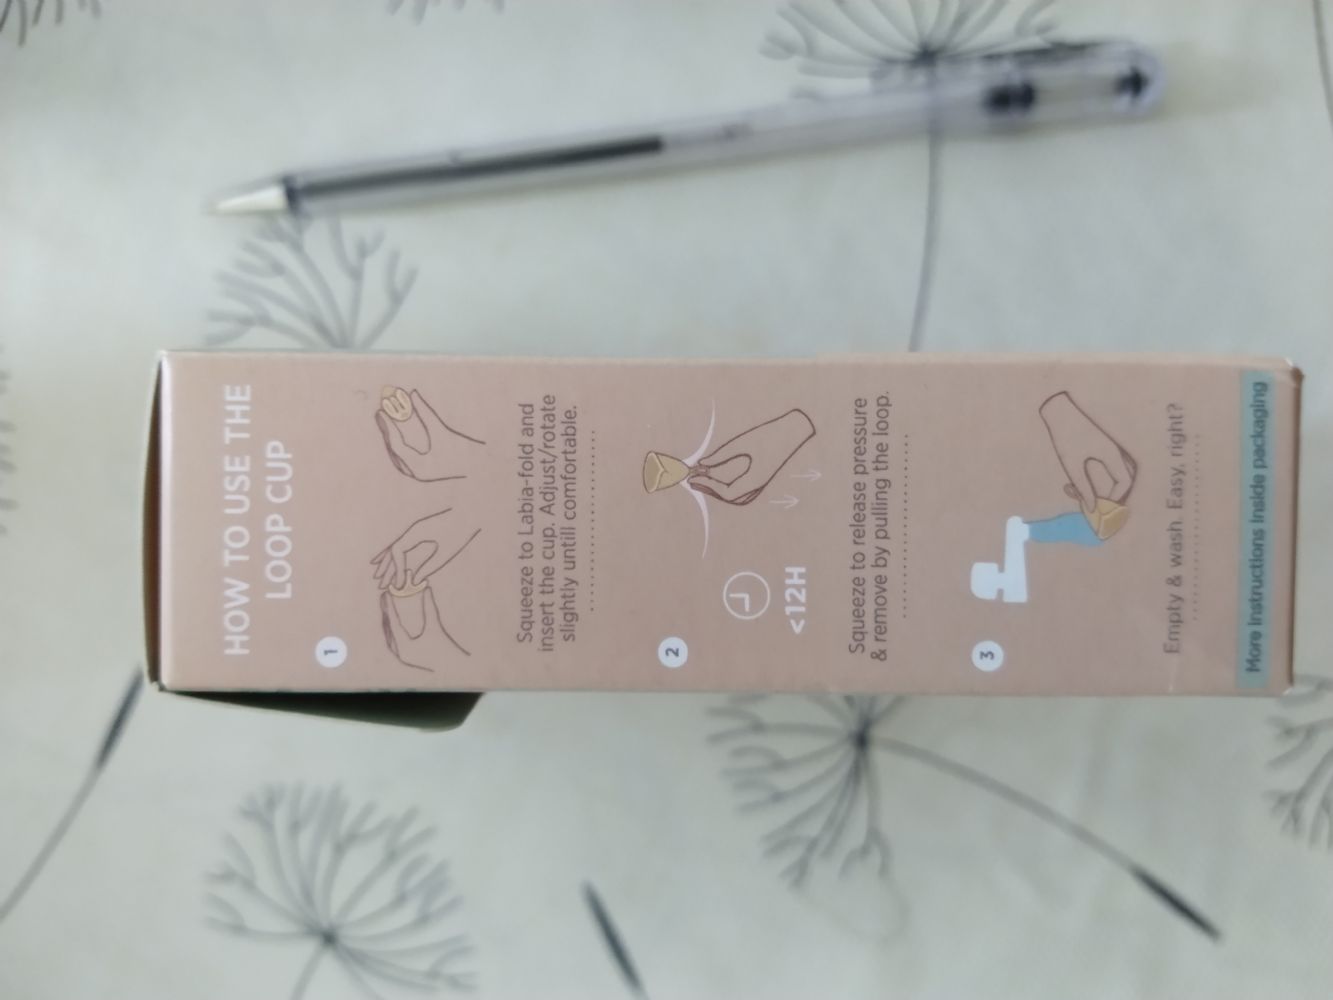 HOW TO USE THE
LOOP CUP
1
Squeeze to Labia-fold and
insert the cup. Adjust/rotate
slightly untill comfortable.
2
<12H
Squeeze to release pressure
& remove by pulling the loop.
3
Empty & wash. Easy, right?
More Instructions Inside packaging